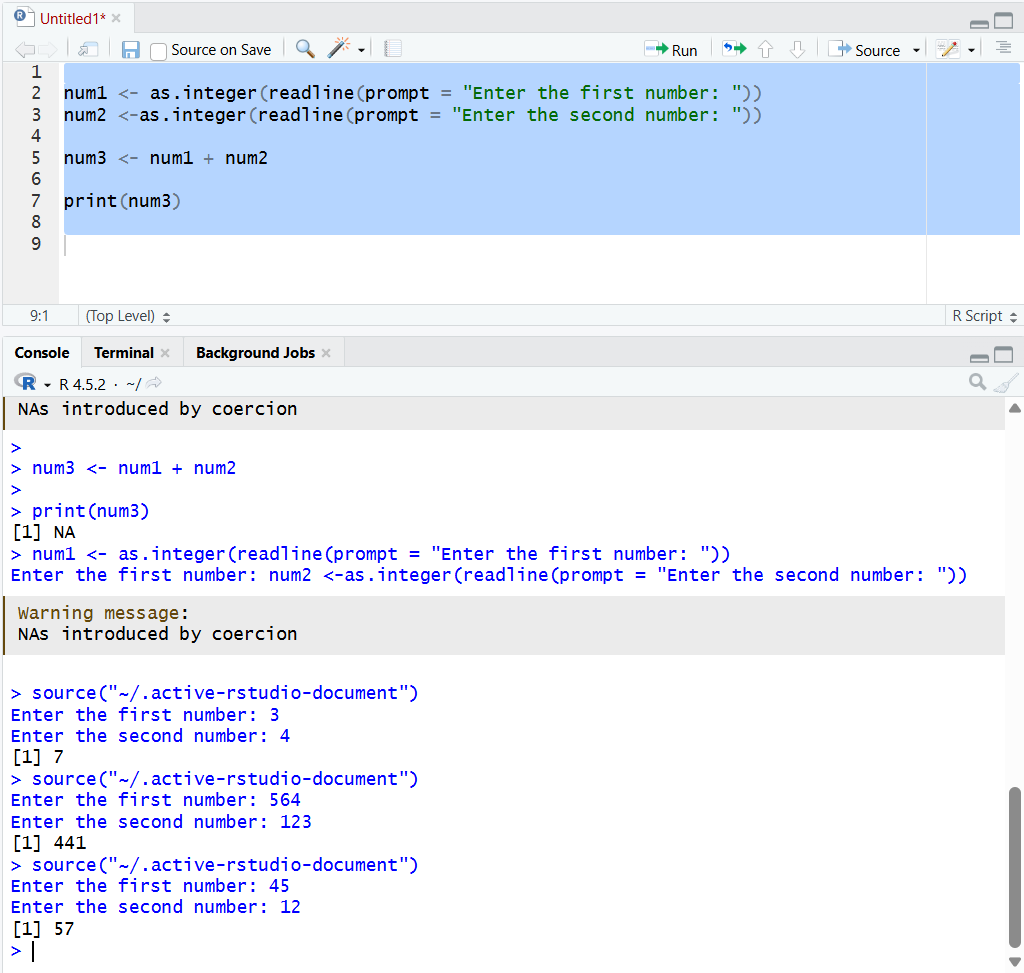 Untitled1*
Source on Save
Run
Source
1
2 num1 <- as.integer(readline(prompt = "Enter the first number: "))
3 num2 <-as.integer(readline(prompt = "Enter the second number: "))
4
5 num3 <- num1 + num2
6
7 print(num3)
8
9
9:1 (Top Level) R Script
Console Terminal Background Jobs
R R 4.5.2 · ~/
NAs introduced by coercion
>
> num3 <- num1 + num2
>
> print(num3)
[1] NA
> num1 <- as.integer(readline(prompt = "Enter the first number: "))
Enter the first number: num2 <-as.integer(readline(prompt = "Enter the second number: "))
Warning message:
NAs introduced by coercion
> source("~/.active-rstudio-document")
Enter the first number: 3
Enter the second number: 4
[1] 7
> source("~/.active-rstudio-document")
Enter the first number: 564
Enter the second number: 123
[1] 441
> source("~/.active-rstudio-document")
Enter the first number: 45
Enter the second number: 12
[1] 57
>